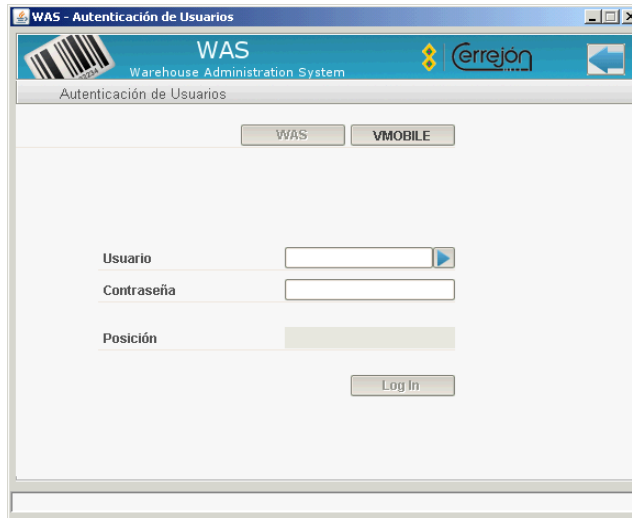 WAS - Autenticación de Usuarios
WAS
Warehouse Administration System
Cerrejón
Autenticación de Usuarios
WAS VMOBILE
Usuario
Contraseña
Posición
Log In